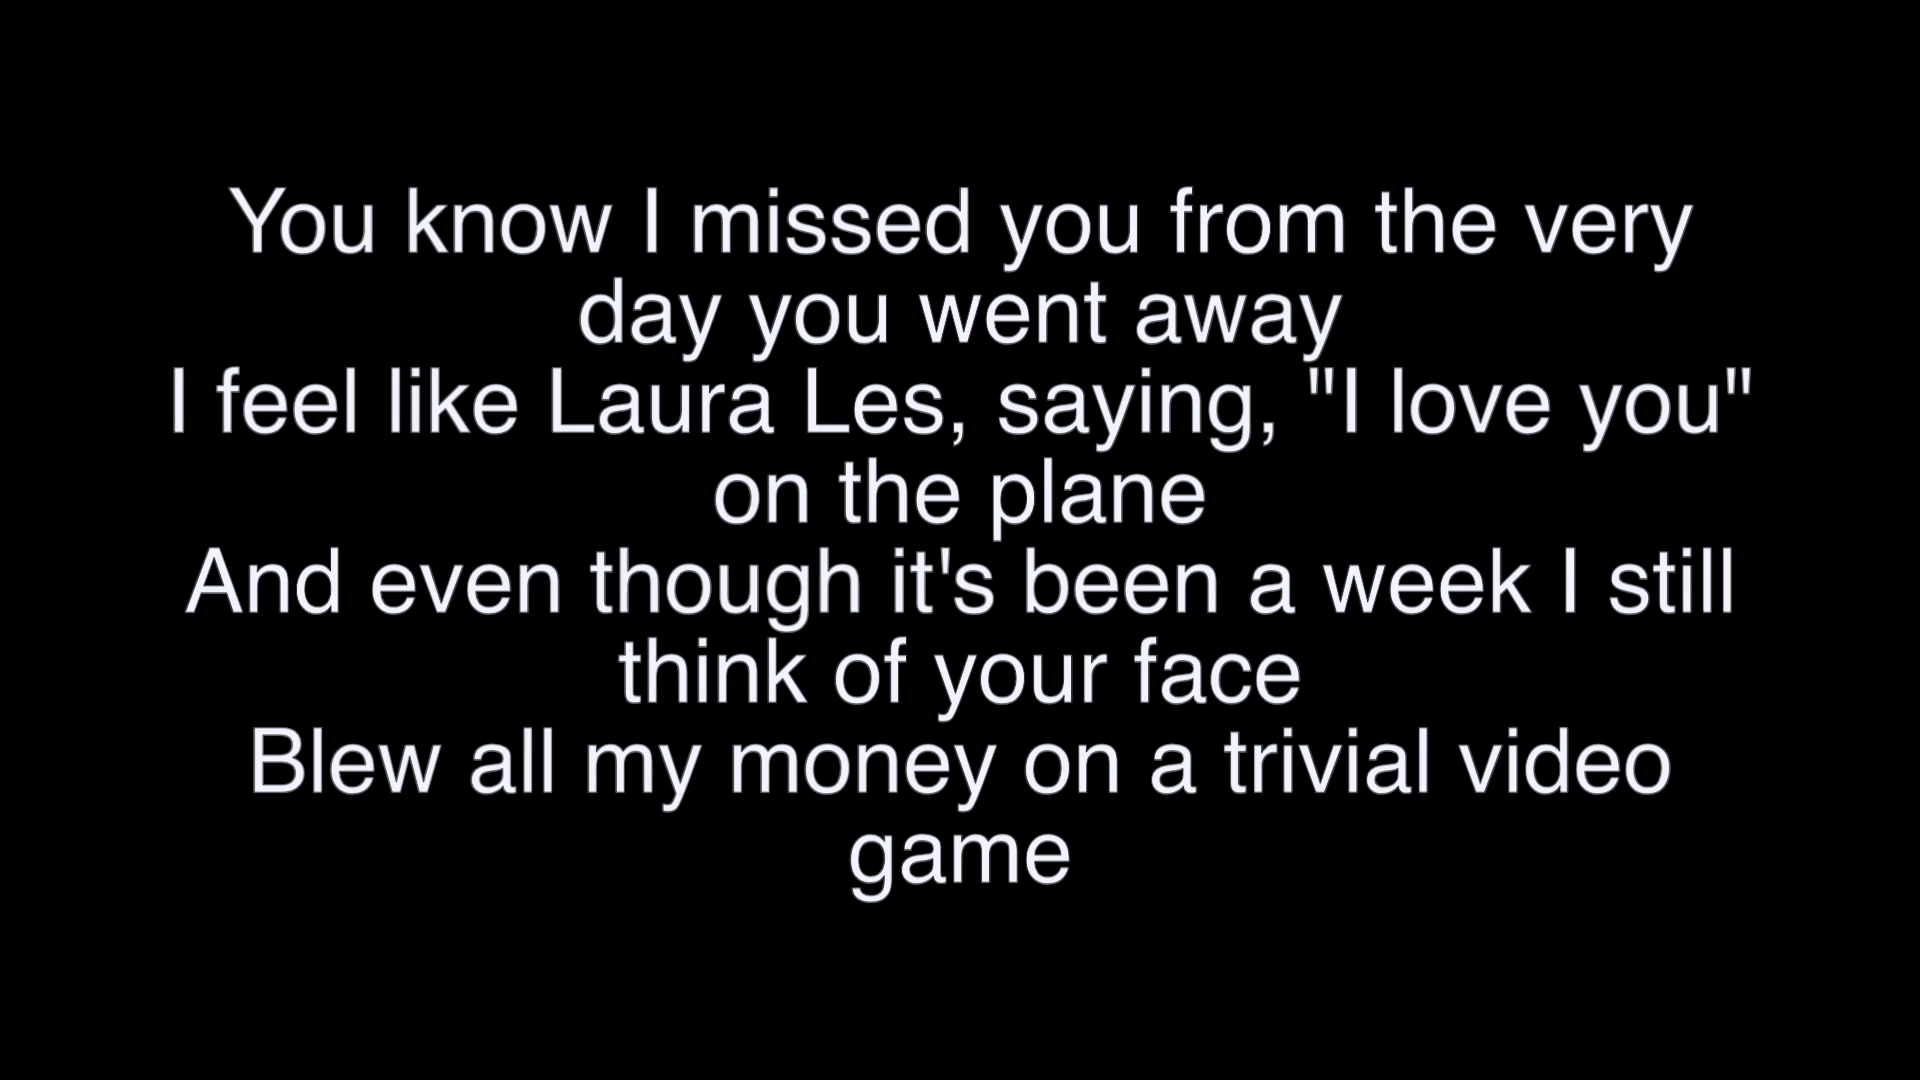 You know I missed you from the very
day you went away
I feel like Laura Les, saying, "I love you"
on the plane
And even though it's been a week I still
think of your face
Blew all my money on a trivial video
game